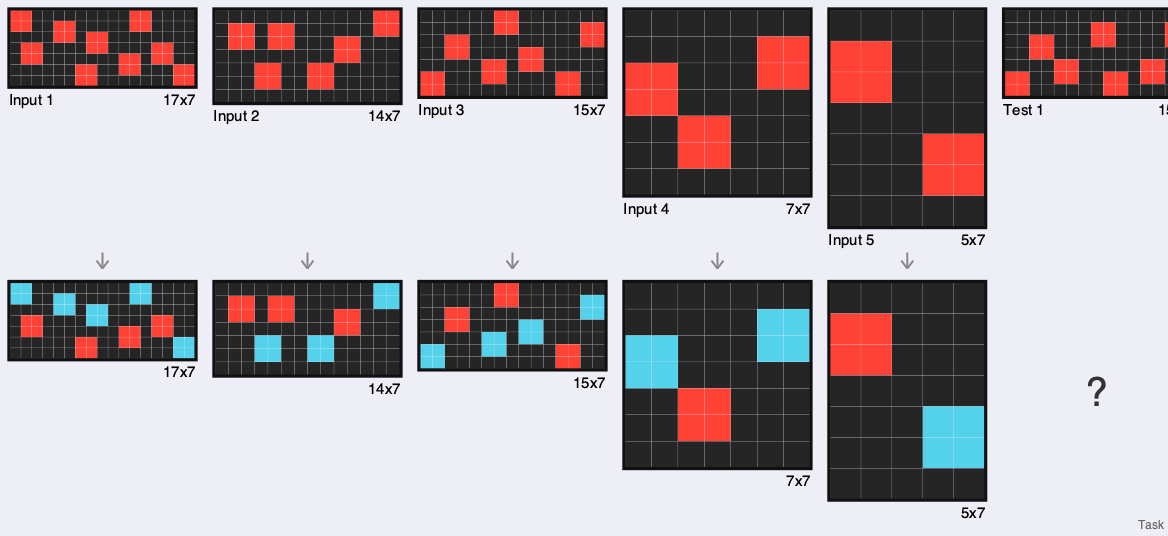 Input 1 17x7
Input 2 14x7
Input 3 15x7
Input 4 7x7
Input 5 5x7
Test 1
17x7
14x7
15x7
7x7
5x7
?
Task